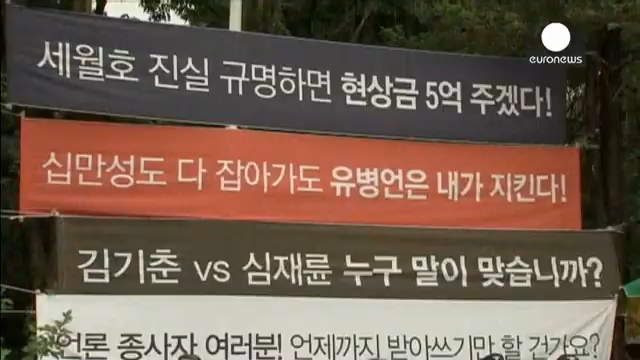 euronews
세월호 진실 규명하면 현상금 5억 주겠다!
십만성도 다 잡아가도 유병언은 내가 지킨다!
김기춘 vs 심재륜 누구 말이 맞습니까?
언론 종사자 여러분! 언제까지 받아쓰기만 할 건가요?